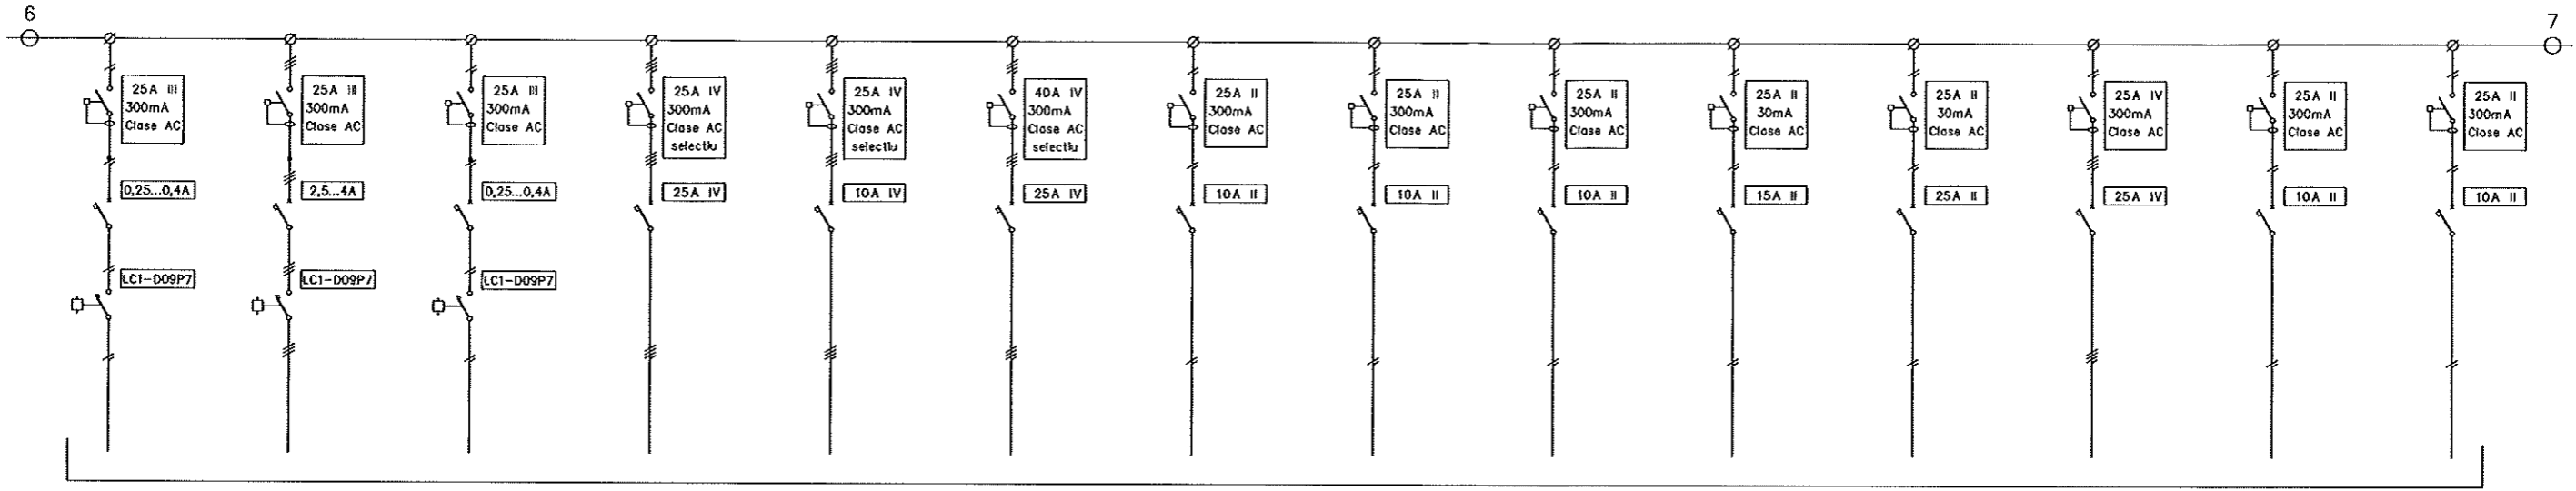 6
7
25A III
300mA
Clase AC
25A III
300mA
Clase AC
25A III
300mA
Clase AC
25A IV
300mA
Clase AC
selectiu
25A IV
300mA
Clase AC
selectiu
40A IV
300mA
Clase AC
selectiu
25A II
300mA
Clase AC
25A II
300mA
Clase AC
25A II
300mA
Clase AC
25A II
30mA
Clase AC
25A II
30mA
Clase AC
25A IV
300mA
Clase AC
25A II
300mA
Clase AC
25A II
300mA
Clase AC
0,25...0,4A
2,5...4A
0,25...0,4A
25A IV
10A IV
25A IV
10A II
10A II
10A II
15A II
25A II
25A IV
10A II
10A II
LC1-D09P7
LC1-D09P7
LC1-D09P7